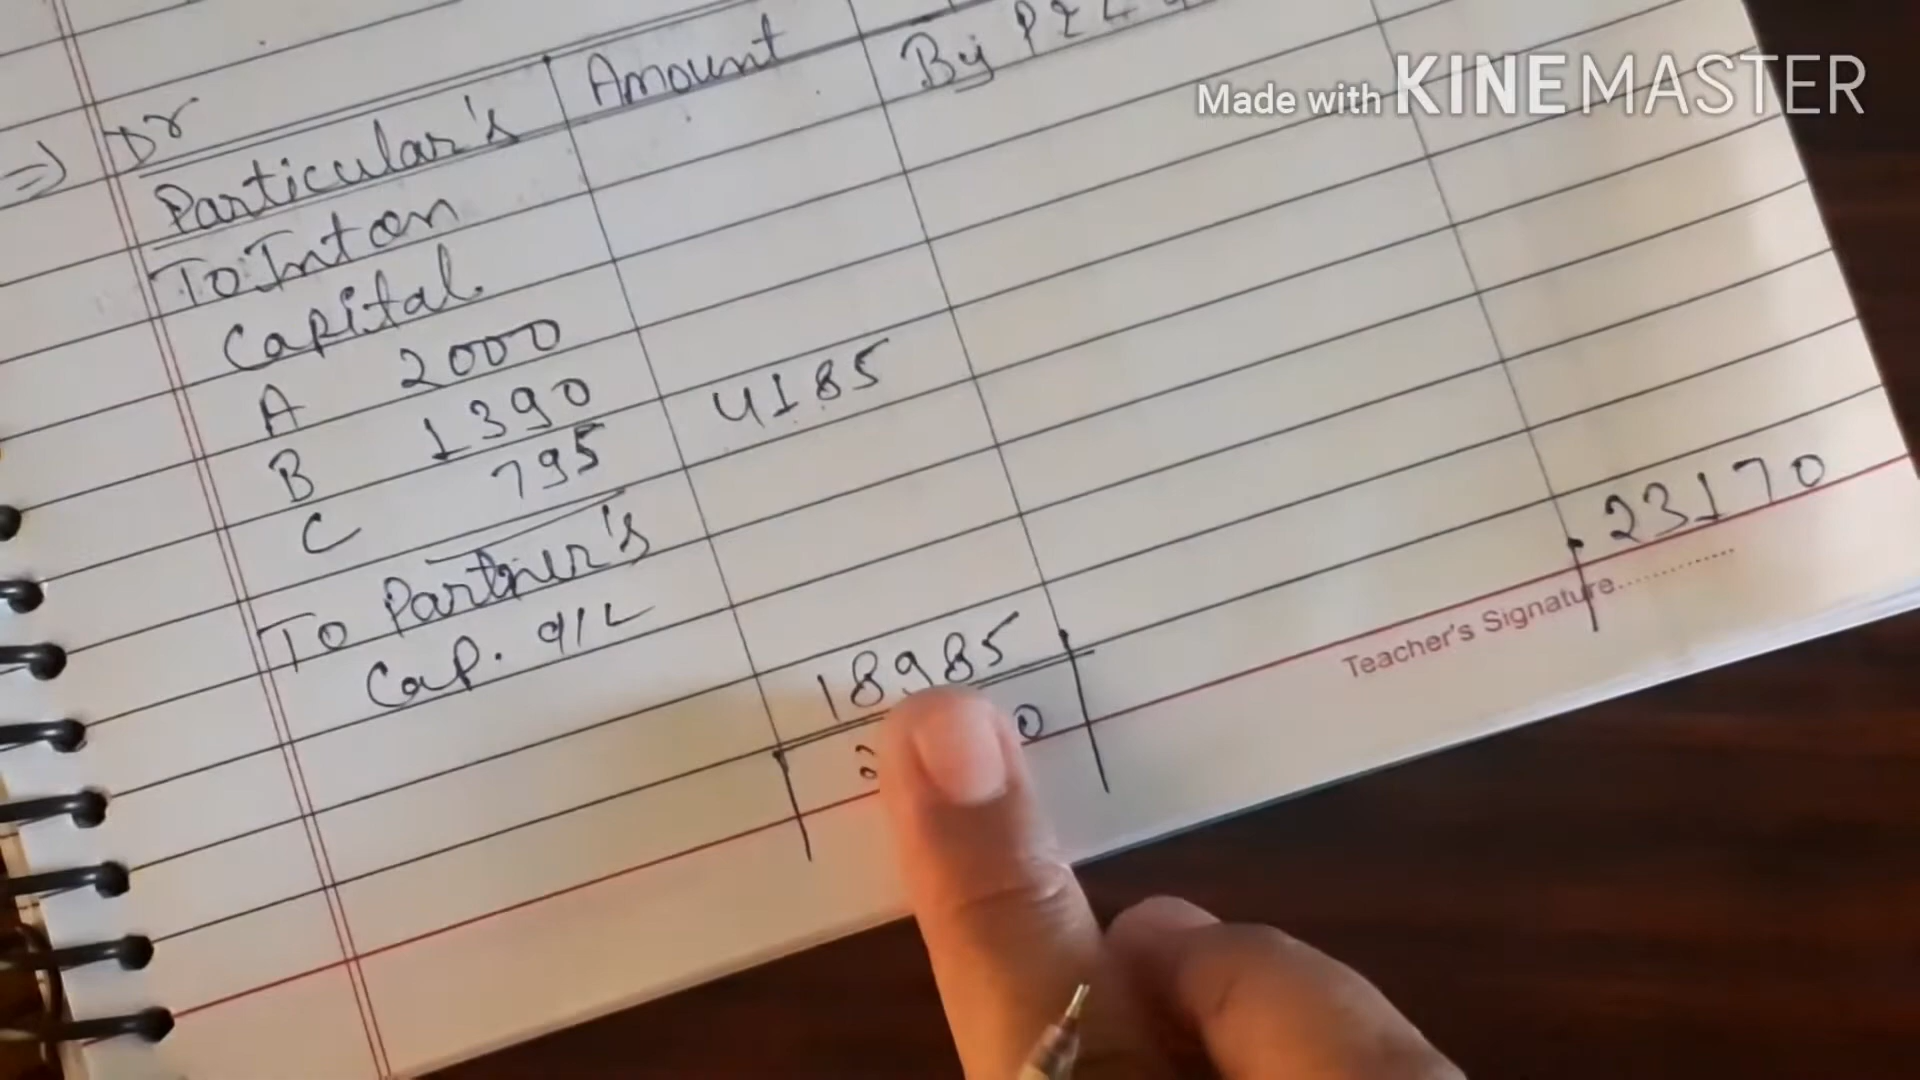 Made with KINEMASTER
=) Dr
Particular's Amount By P&L
To Int on
Capital
A 2000
B 1390
C 795 4185
To Partner's
Cap. a/c
18985
23170
Teacher's Signature..............